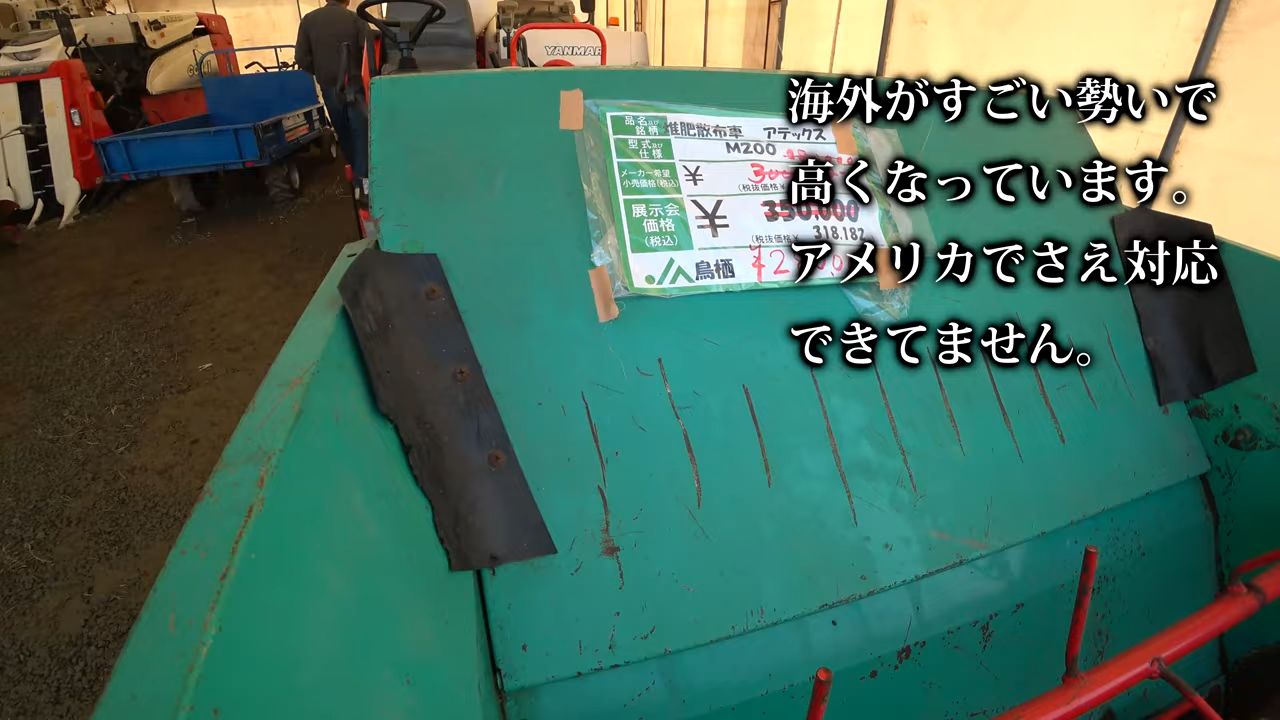 YANMAR
海外がすごい勢いで
高くなっています。
アメリカでさえ対応
できてません。
品名及び銘柄 堆肥散布車 アテックス
型式及び仕様 M200
メーカー希望小売価格(税込) ¥
(税抜価格¥
展示会価格(税込) ¥ 350.000
(税抜価格¥ 318.182
鳥栖